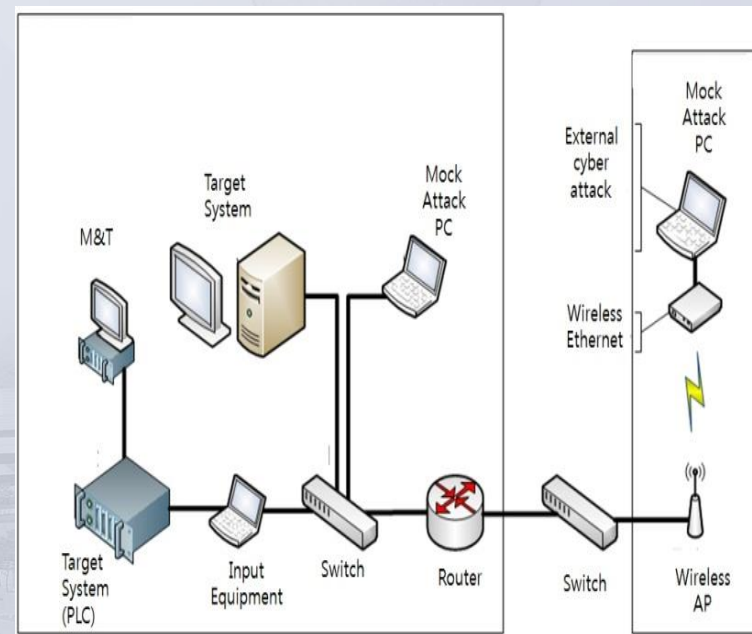 Mock
Attack
PC
External
cyber
attack
Mock
Attack
PC
Target
System
M&T
Wireless
Ethernet
Target
System
(PLC)
Input
Equipment
Switch
Router
Switch
Wireless
AP